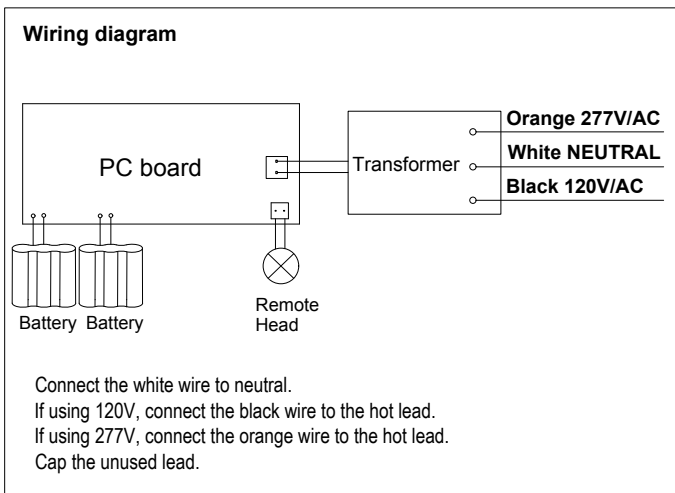 Wiring diagram
Orange 277V/AC
White NEUTRAL
Black 120V/AC
PC board
Transformer
Battery Battery
Remote
Head
Connect the white wire to neutral.
If using 120V, connect the black wire to the hot lead.
If using 277V, connect the orange wire to the hot lead.
Cap the unused lead.